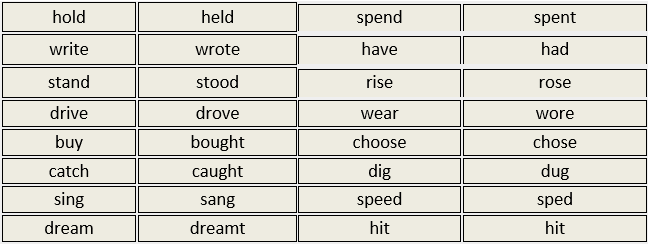 hold held spend spent
write wrote have had
stand stood rise rose
drive drove wear wore
buy bought choose chose
catch caught dig dug
sing sang speed sped
dream dreamt hit hit